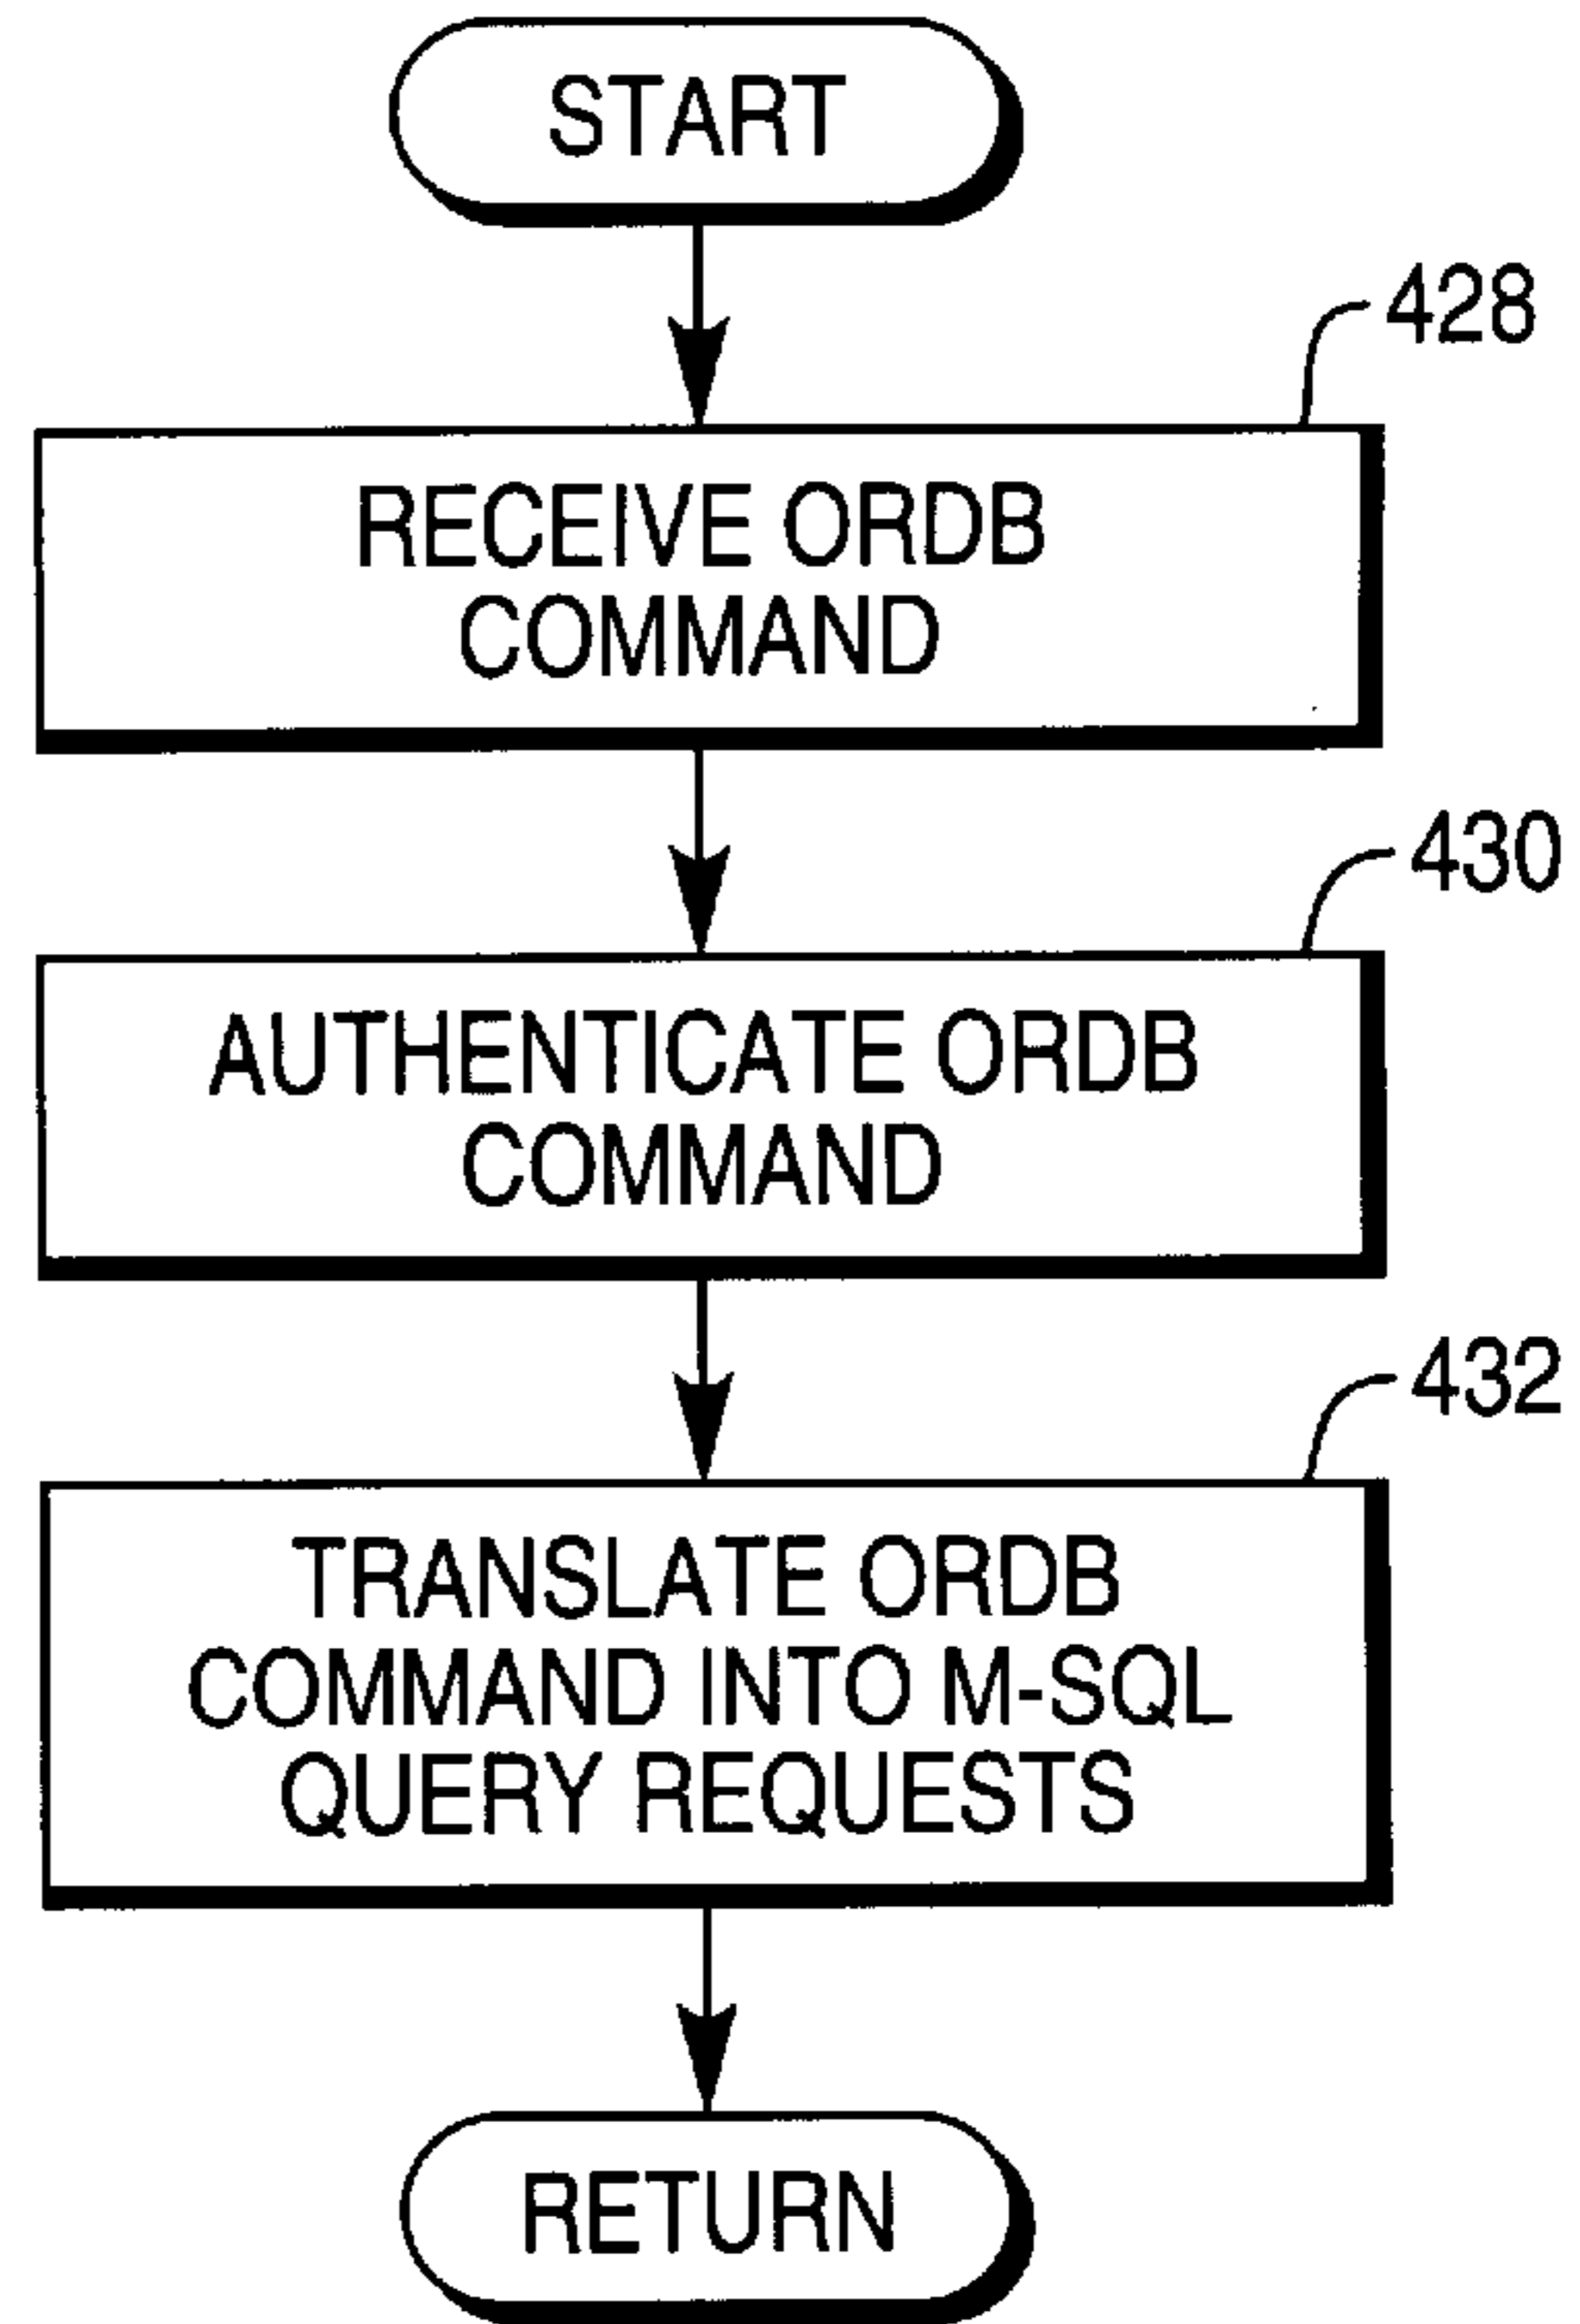 START
428
RECEIVE ORDB
COMMAND
430
AUTHENTICATE ORDB
COMMAND
432
TRANSLATE ORDB
COMMAND INTO M-SQL
QUERY REQUESTS
RETURN